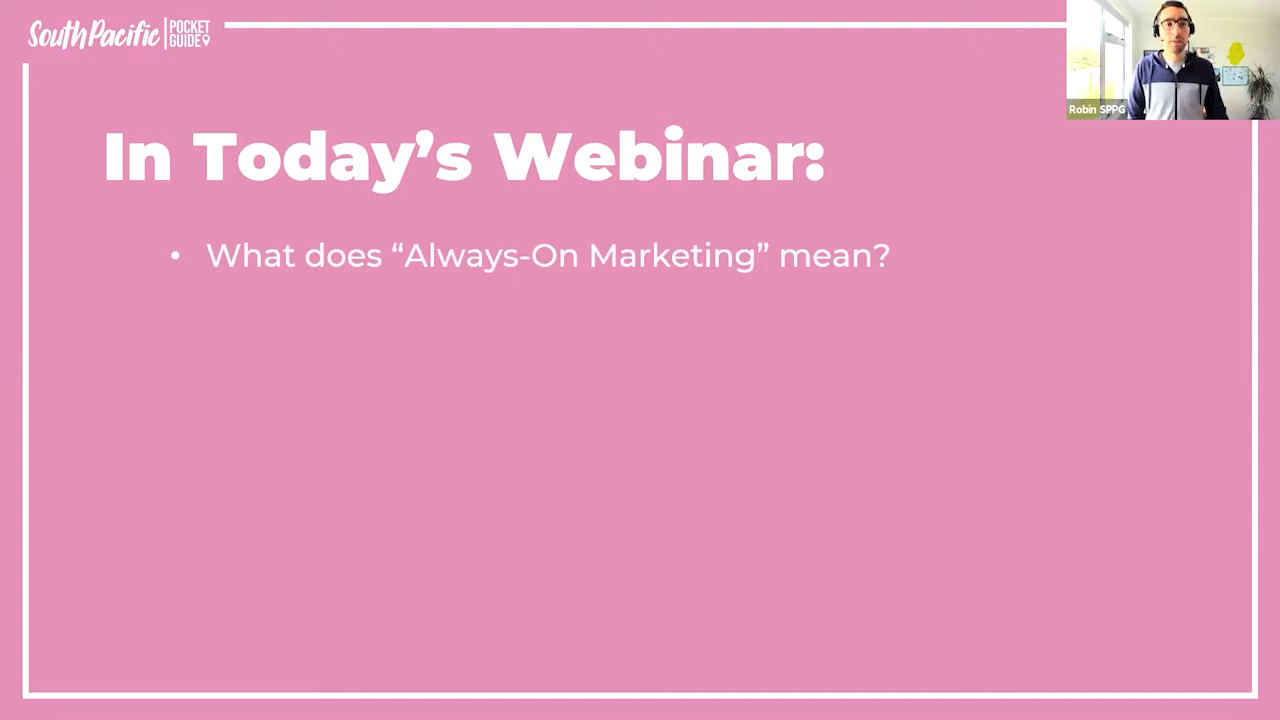 South Pacific POCKET GUIDE
Robin SPPG
In Today’s Webinar:
• What does “Always-On Marketing” mean?